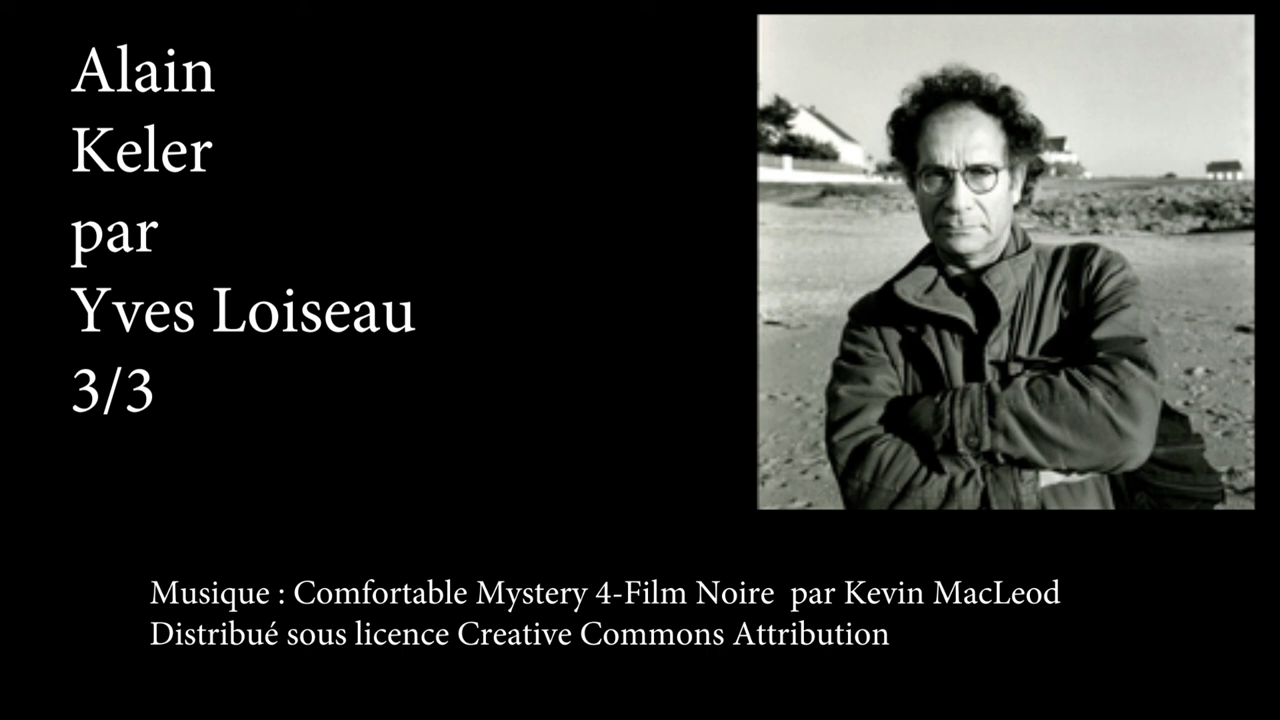 Alain
Keler
par
Yves Loiseau
3/3
Musique : Comfortable Mystery 4-Film Noire  par Kevin MacLeod
Distribué sous licence Creative Commons Attribution